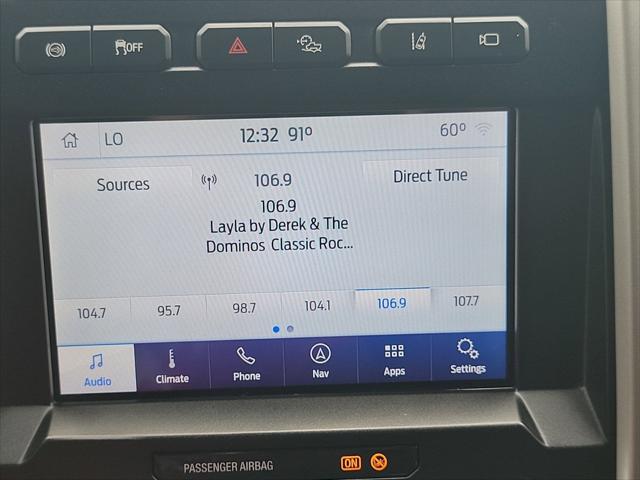 OFF
LO 12:32 91º 60º
Sources 106.9 Direct Tune
106.9
Layla by Derek & The
Dominos Classic Roc...
104.7 95.7 98.7 104.1 106.9 107.7
Audio Climate Phone Nav Apps Settings
PASSENGER AIRBAG ON